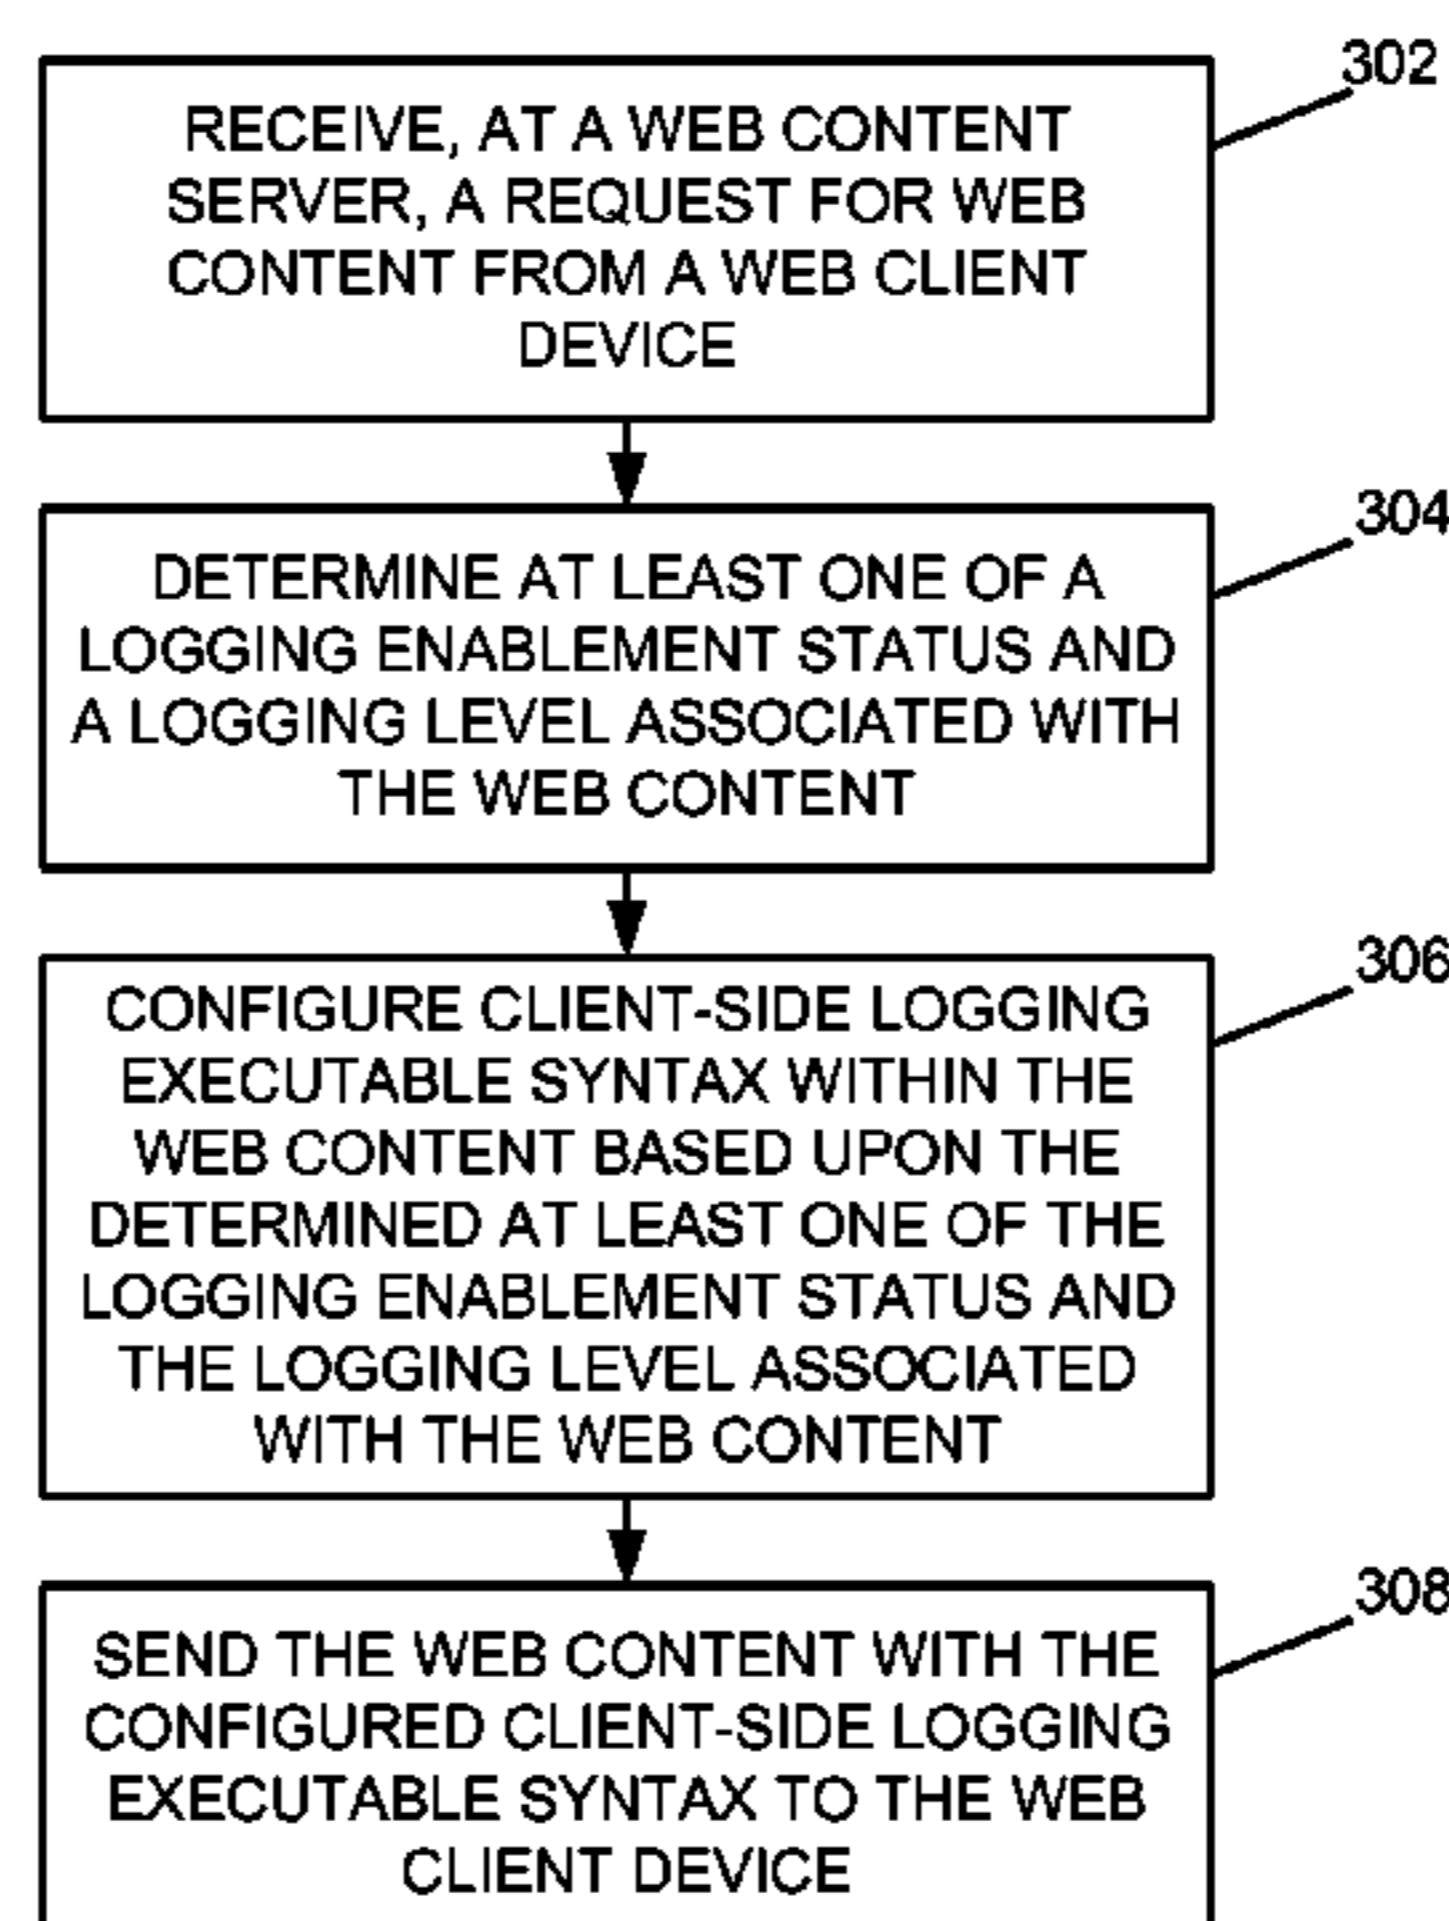 302
RECEIVE, AT A WEB CONTENT
SERVER, A REQUEST FOR WEB
CONTENT FROM A WEB CLIENT
DEVICE
304
DETERMINE AT LEAST ONE OF A
LOGGING ENABLEMENT STATUS AND
A LOGGING LEVEL ASSOCIATED WITH
THE WEB CONTENT
306
CONFIGURE CLIENT-SIDE LOGGING
EXECUTABLE SYNTAX WITHIN THE
WEB CONTENT BASED UPON THE
DETERMINED AT LEAST ONE OF THE
LOGGING ENABLEMENT STATUS AND
THE LOGGING LEVEL ASSOCIATED
WITH THE WEB CONTENT
308
SEND THE WEB CONTENT WITH THE
CONFIGURED CLIENT-SIDE LOGGING
EXECUTABLE SYNTAX TO THE WEB
CLIENT DEVICE